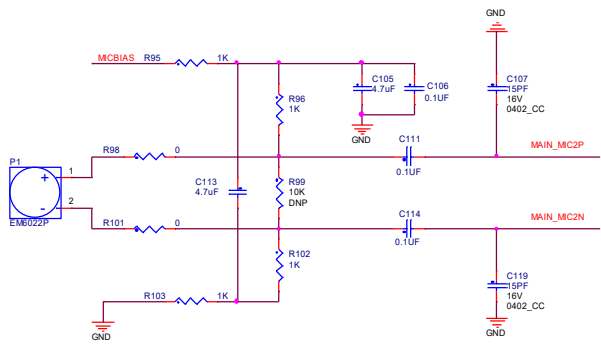 GND
MICBIAS R95 1K
C105
4.7uF
C106
0.1UF
C107
15PF
16V
0402_CC
R96
1K
GND
C111
0.1UF
MAIN_MIC2P
P1
R98 0
1
+
-
2
EM6022P
C113
4.7uF
R99
10K
DNP
R101 0
C114
0.1UF
MAIN_MIC2N
R102
1K
C119
15PF
16V
0402_CC
R103 1K
GND
GND